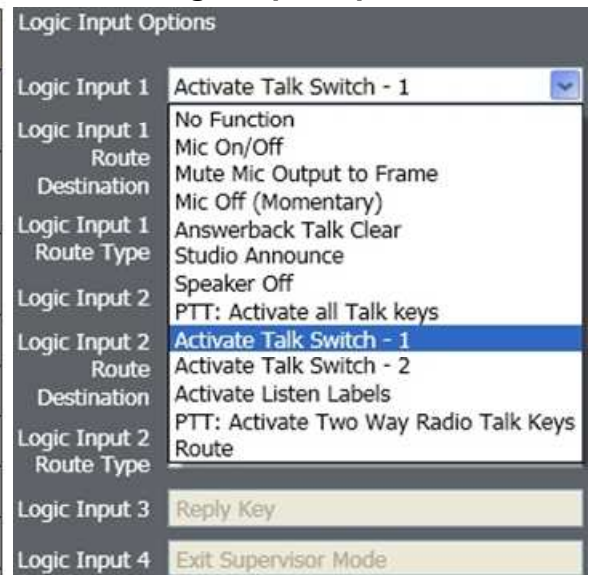 Logic Input Options
Logic Input 1 Activate Talk Switch - 1
No Function
Logic Input 1 Mic On/Off
Route Mute Mic Output to Frame
Destination Mic Off (Momentary)
Logic Input 1 Answerback Talk Clear
Route Type Studio Announce
Speaker Off
Logic Input 2 PTT: Activate all Talk keys
Logic Input 2 Activate Talk Switch - 1
Route Activate Talk Switch - 2
Destination Activate Listen Labels
PTT: Activate Two Way Radio Talk Keys
Logic Input 2 Route
Route Type
Logic Input 3 Reply Key
Logic Input 4 Exit Supervisor Mode